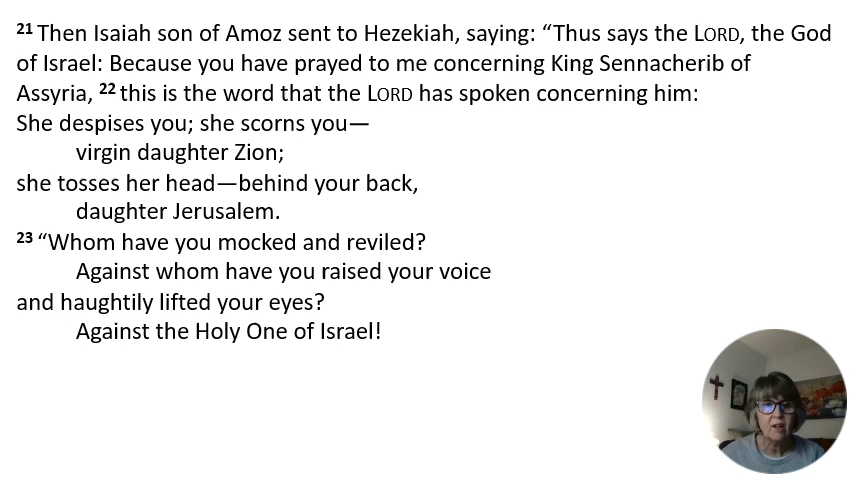 21 Then Isaiah son of Amoz sent to Hezekiah, saying: “Thus says the LORD, the God
of Israel: Because you have prayed to me concerning King Sennacherib of
Assyria, 22 this is the word that the LORD has spoken concerning him:
She despises you; she scorns you—
virgin daughter Zion;
she tosses her head—behind your back,
daughter Jerusalem.
23 “Whom have you mocked and reviled?
Against whom have you raised your voice
and haughtily lifted your eyes?
Against the Holy One of Israel!